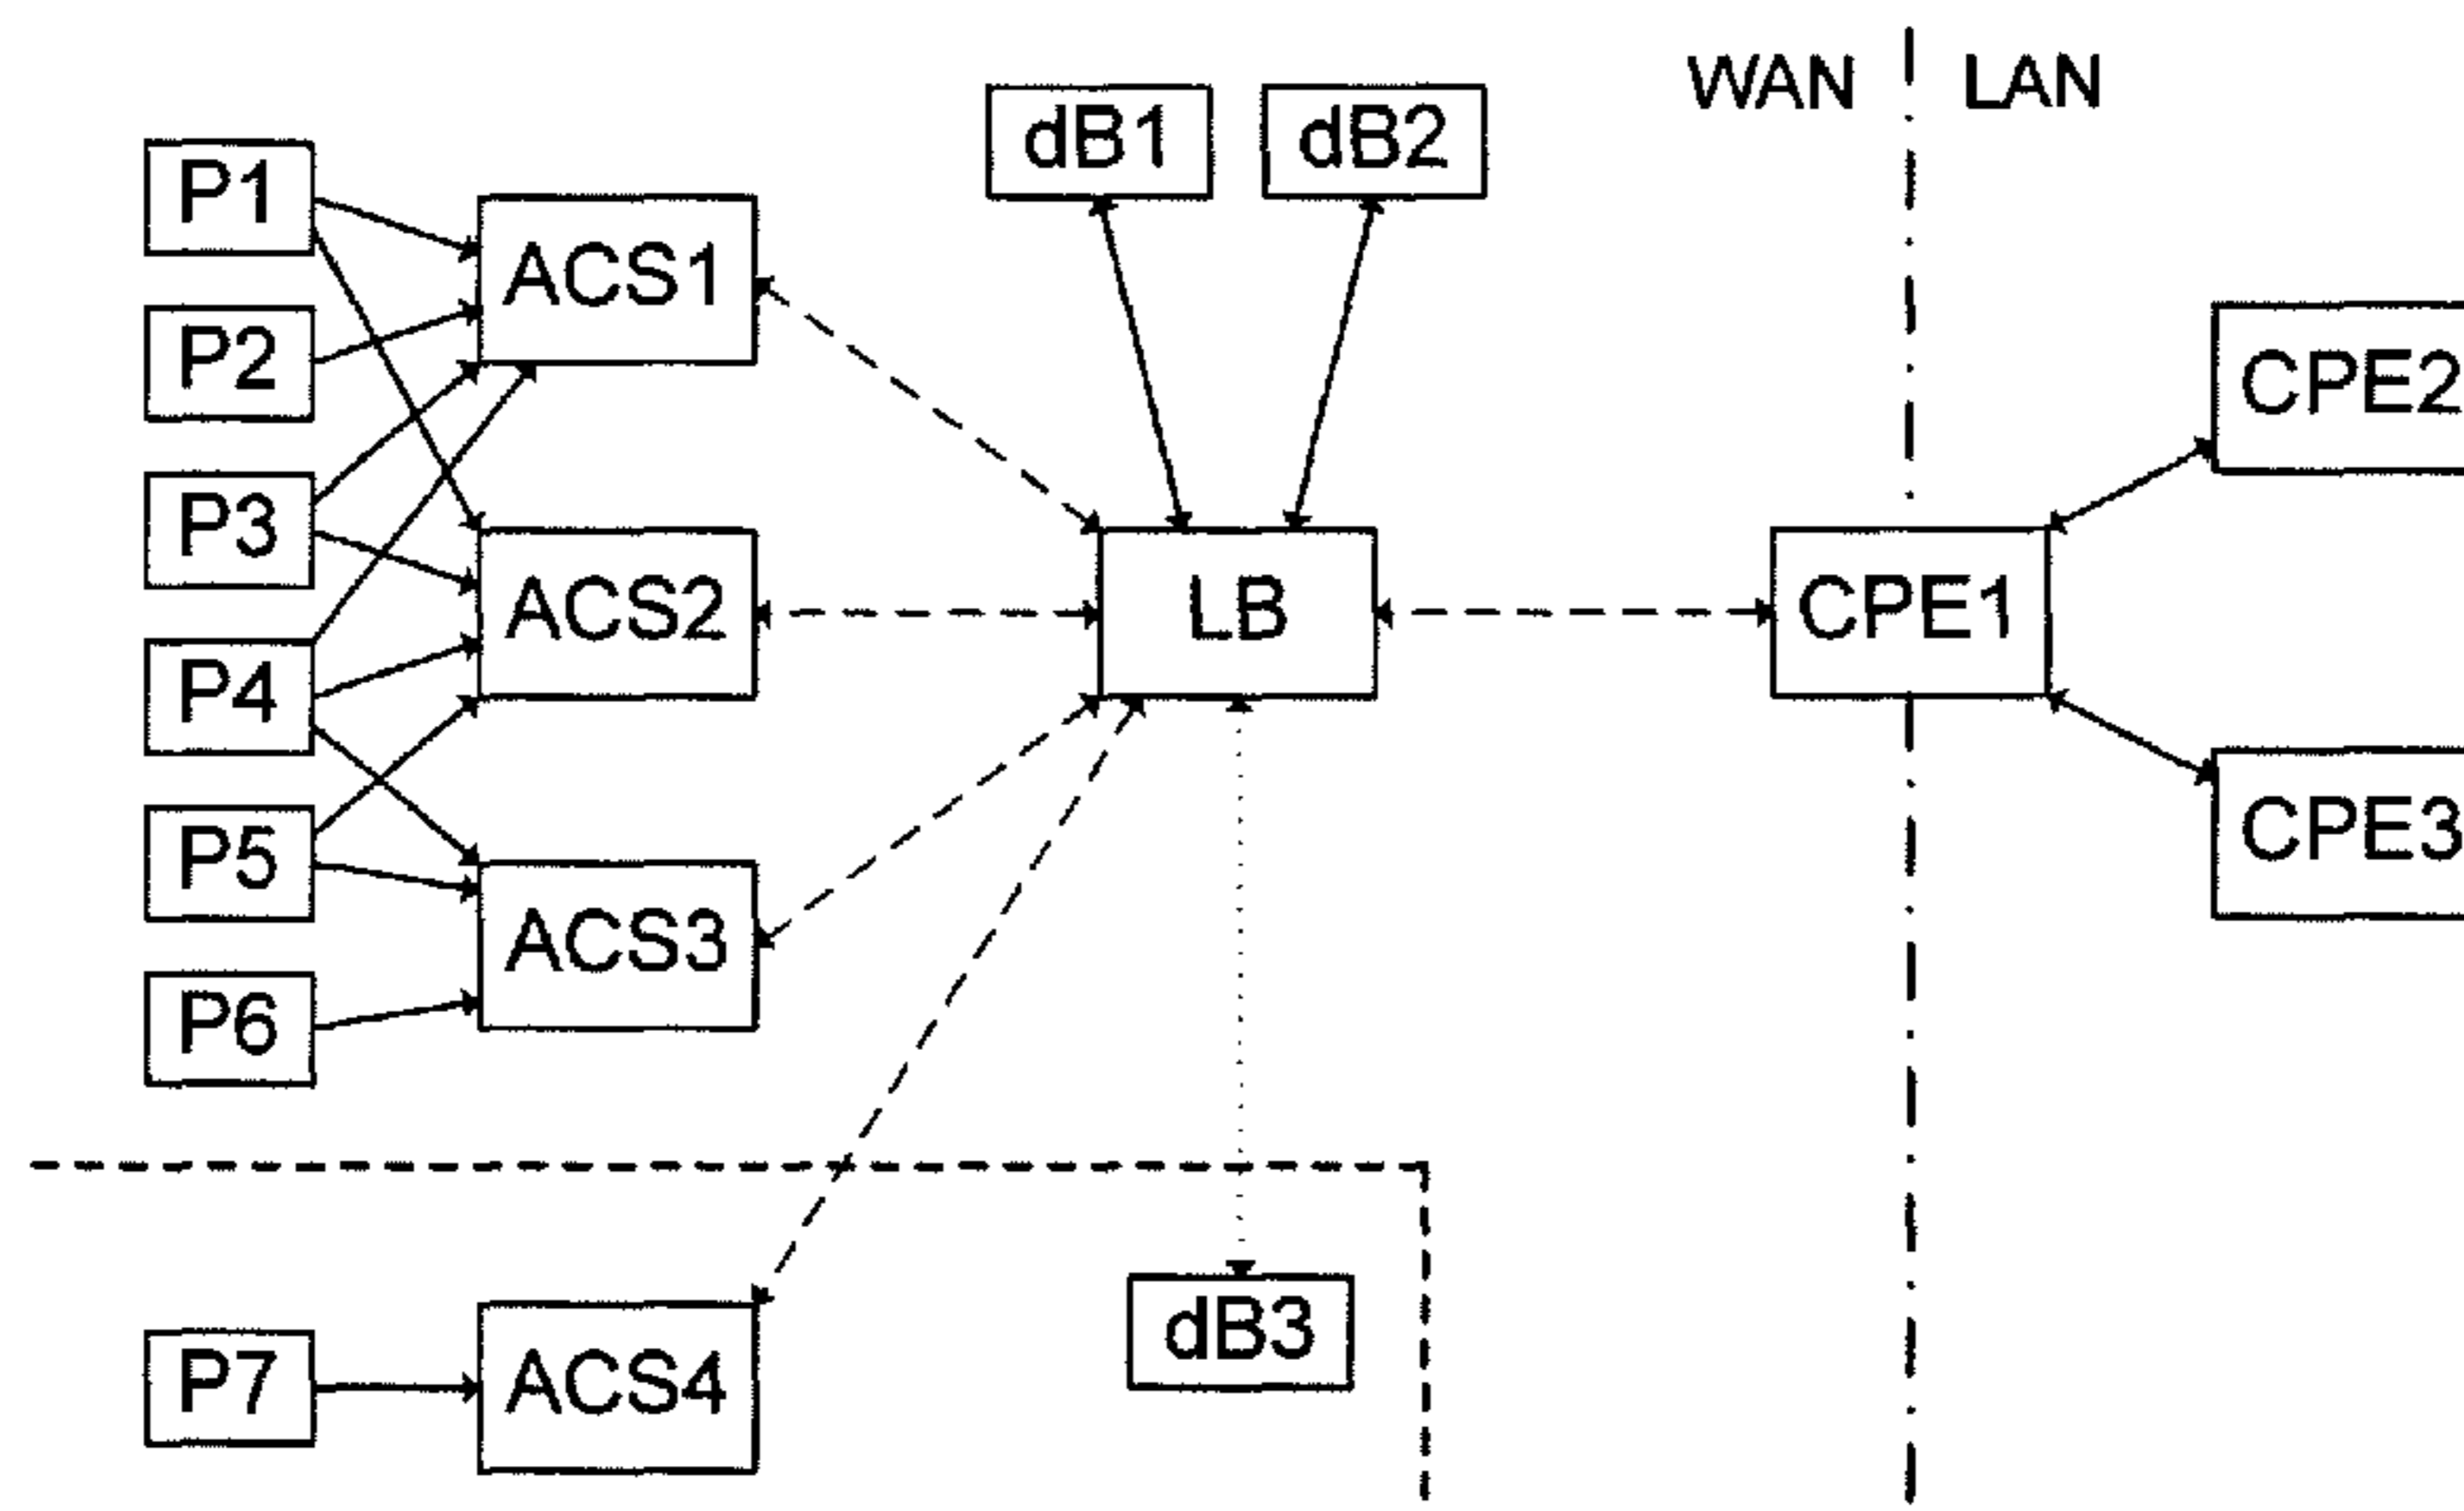 WAN
LAN
dB1
dB2
P1
ACS1
P2
CPE2
P3
ACS2
LB
CPE1
P4
P5
CPE3
ACS3
P6
dB3
P7
ACS4